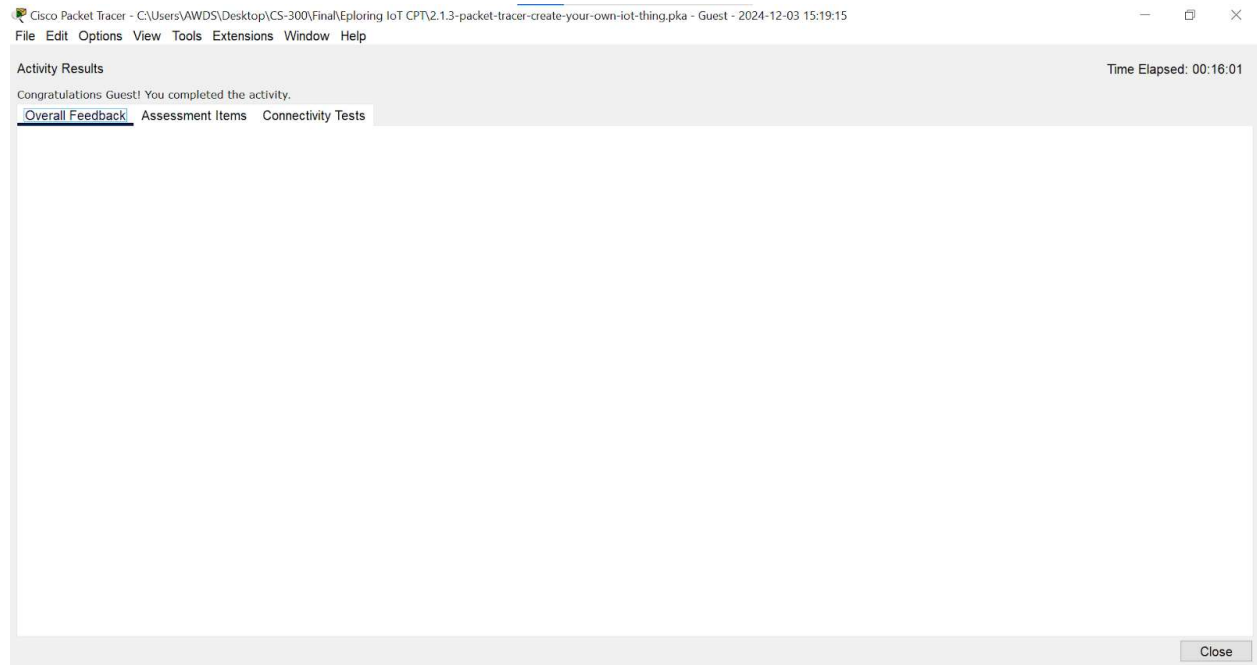 Cisco Packet Tracer - C:\Users\AWDS\Desktop\CS-300\Final\Eploring IoT CPT\2.1.3-packet-tracer-create-your-own-iot-thing.pka - Guest - 2024-12-03 15:19:15
File Edit Options View Tools Extensions Window Help
Activity Results Time Elapsed: 00:16:01
Congratulations Guest! You completed the activity.
Overall Feedback Assessment Items Connectivity Tests
Close